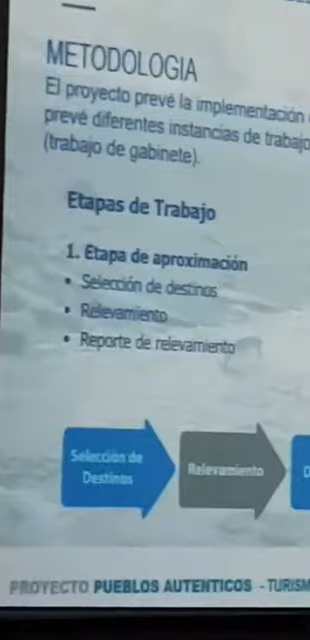 METODOLOGIA
El proyecto prevé la implementación
prevé diferentes instancias de trabajo
(trabajo de gabinete).
Etapas de Trabajo
1. Etapa de aproximación
• Selección de destinos
• Relevamiento
• Reporte de relevamiento
Selección de
Destinos
Relevamiento
PROYECTO PUEBLOS AUTENTICOS - TURISM